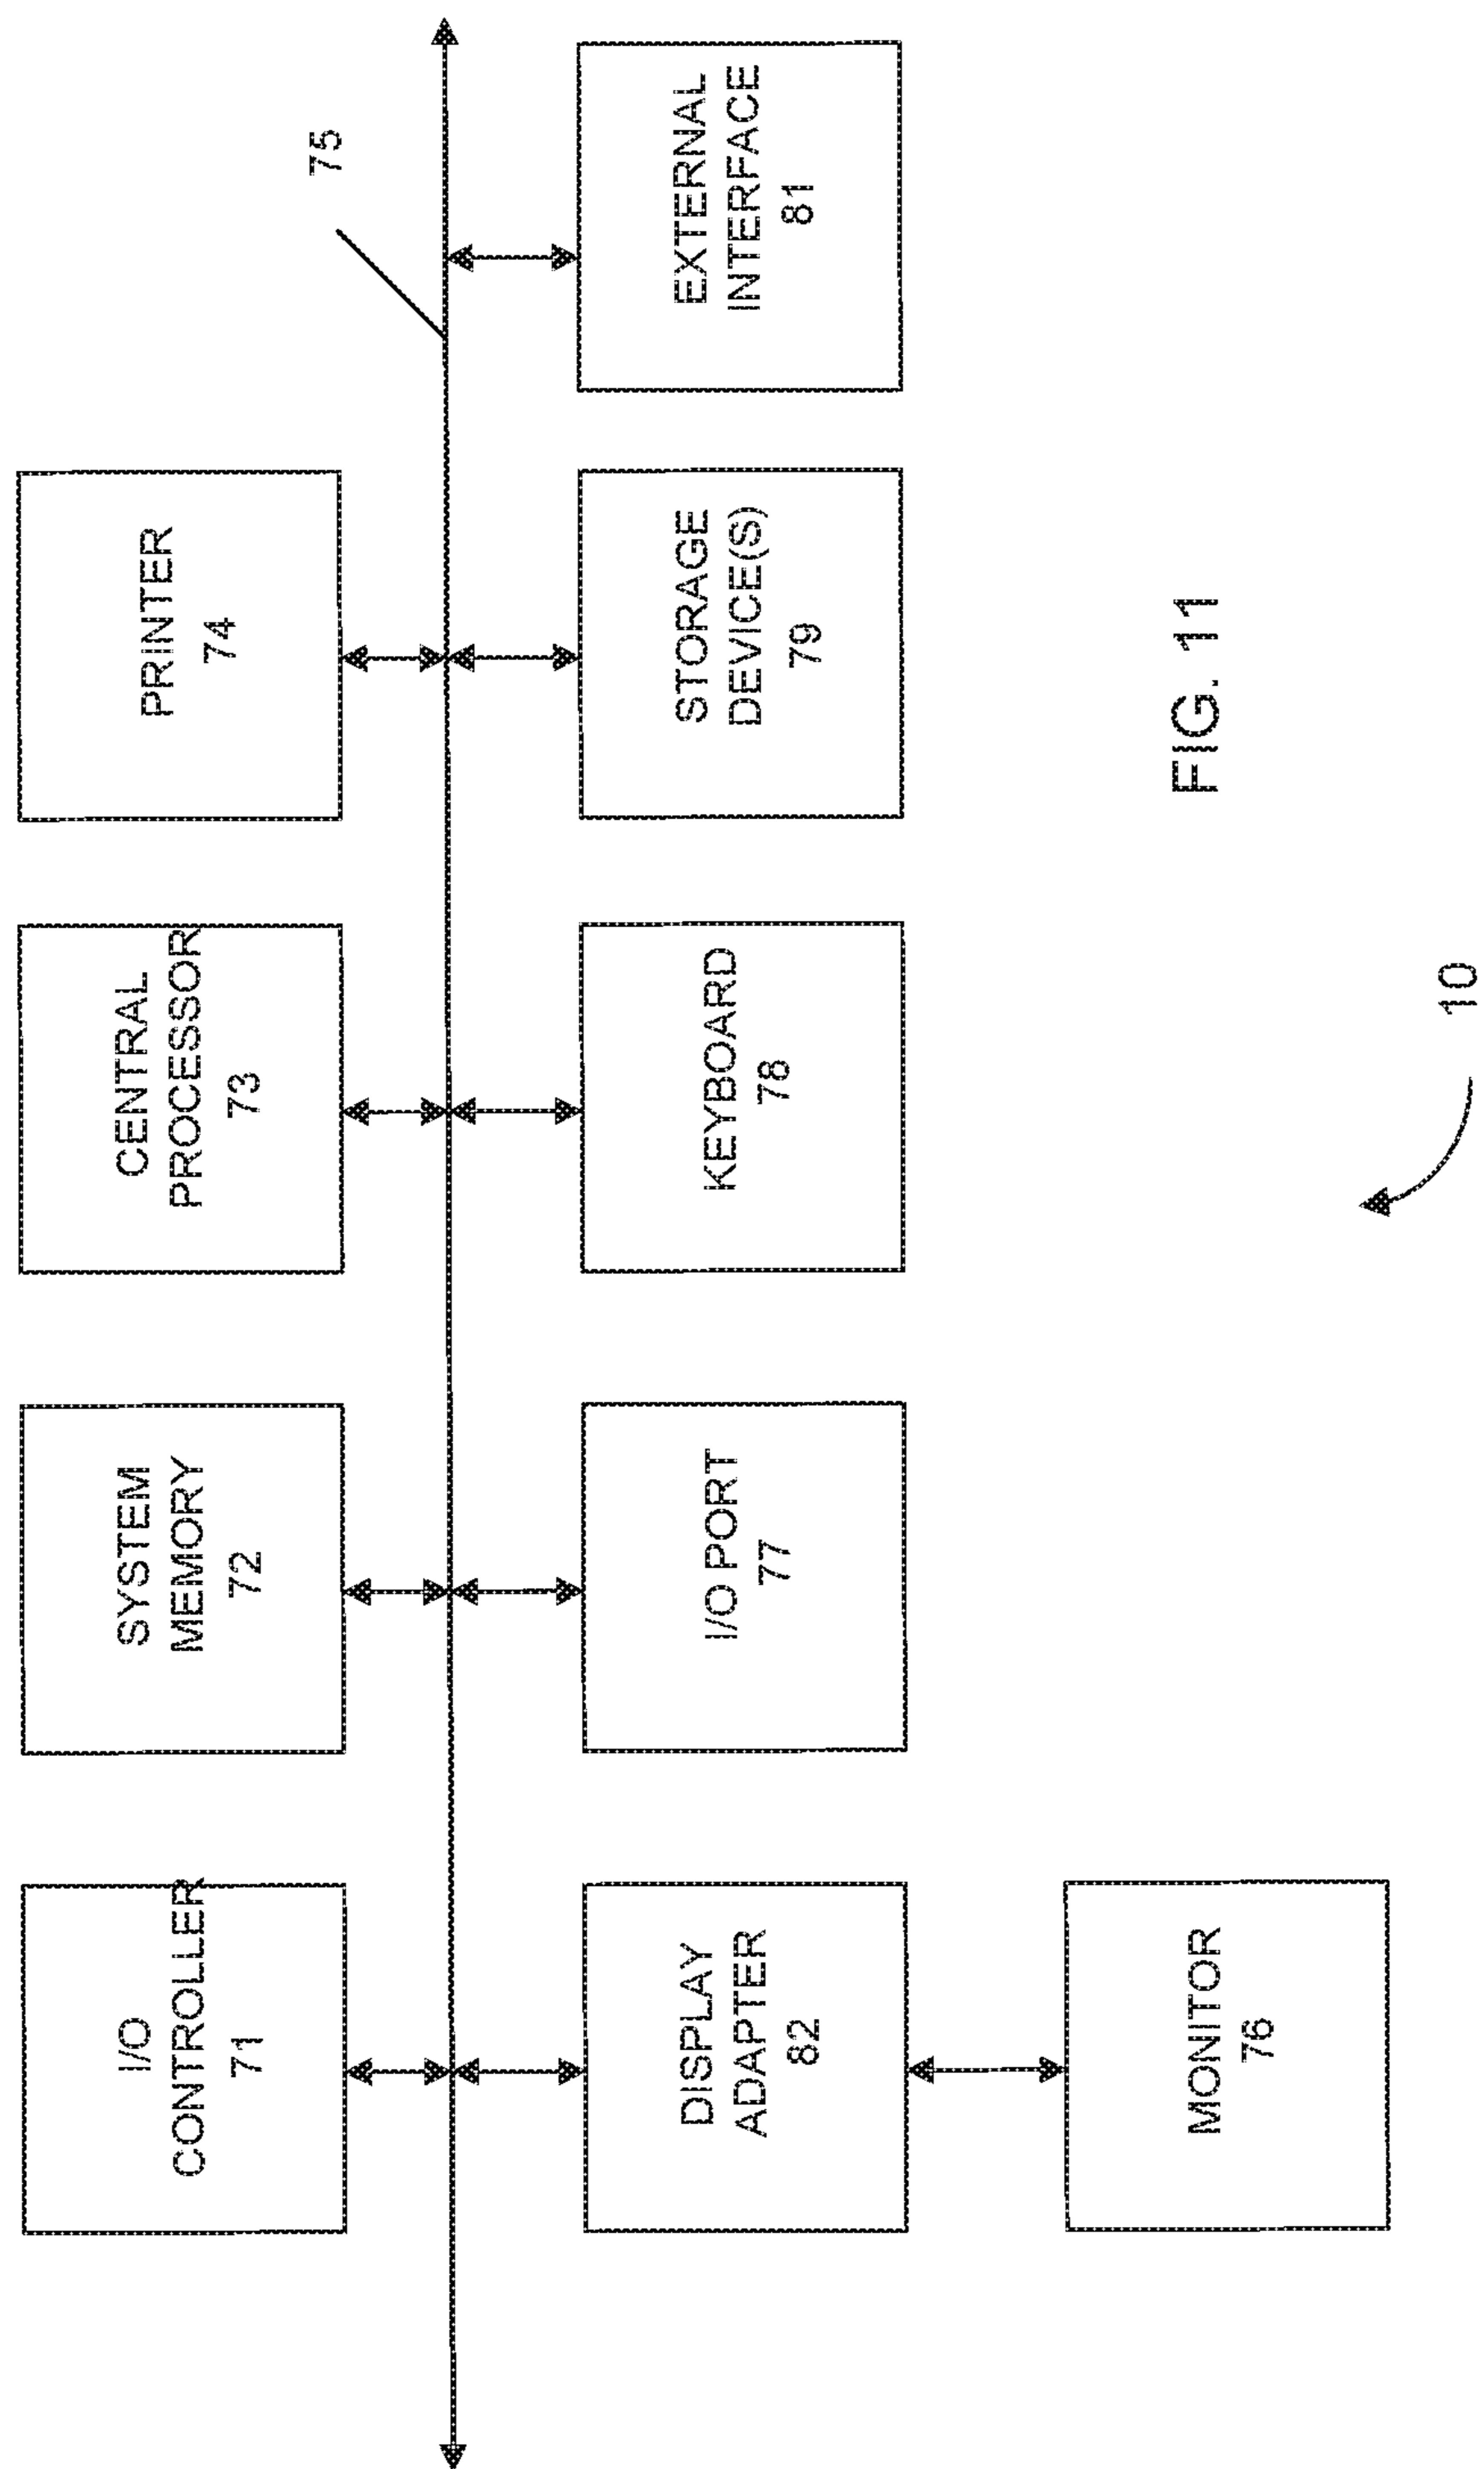 I/O
CONTROLLER
71
SYSTEM
MEMORY
72
CENTRAL
PROCESSOR
73
PRINTER
74
75
DISPLAY
ADAPTER
82
I/O PORT
77
KEYBOARD
78
STORAGE
DEVICE(S)
79
EXTERNAL
INTERFACE
81
MONITOR
76
FIG. 11
10